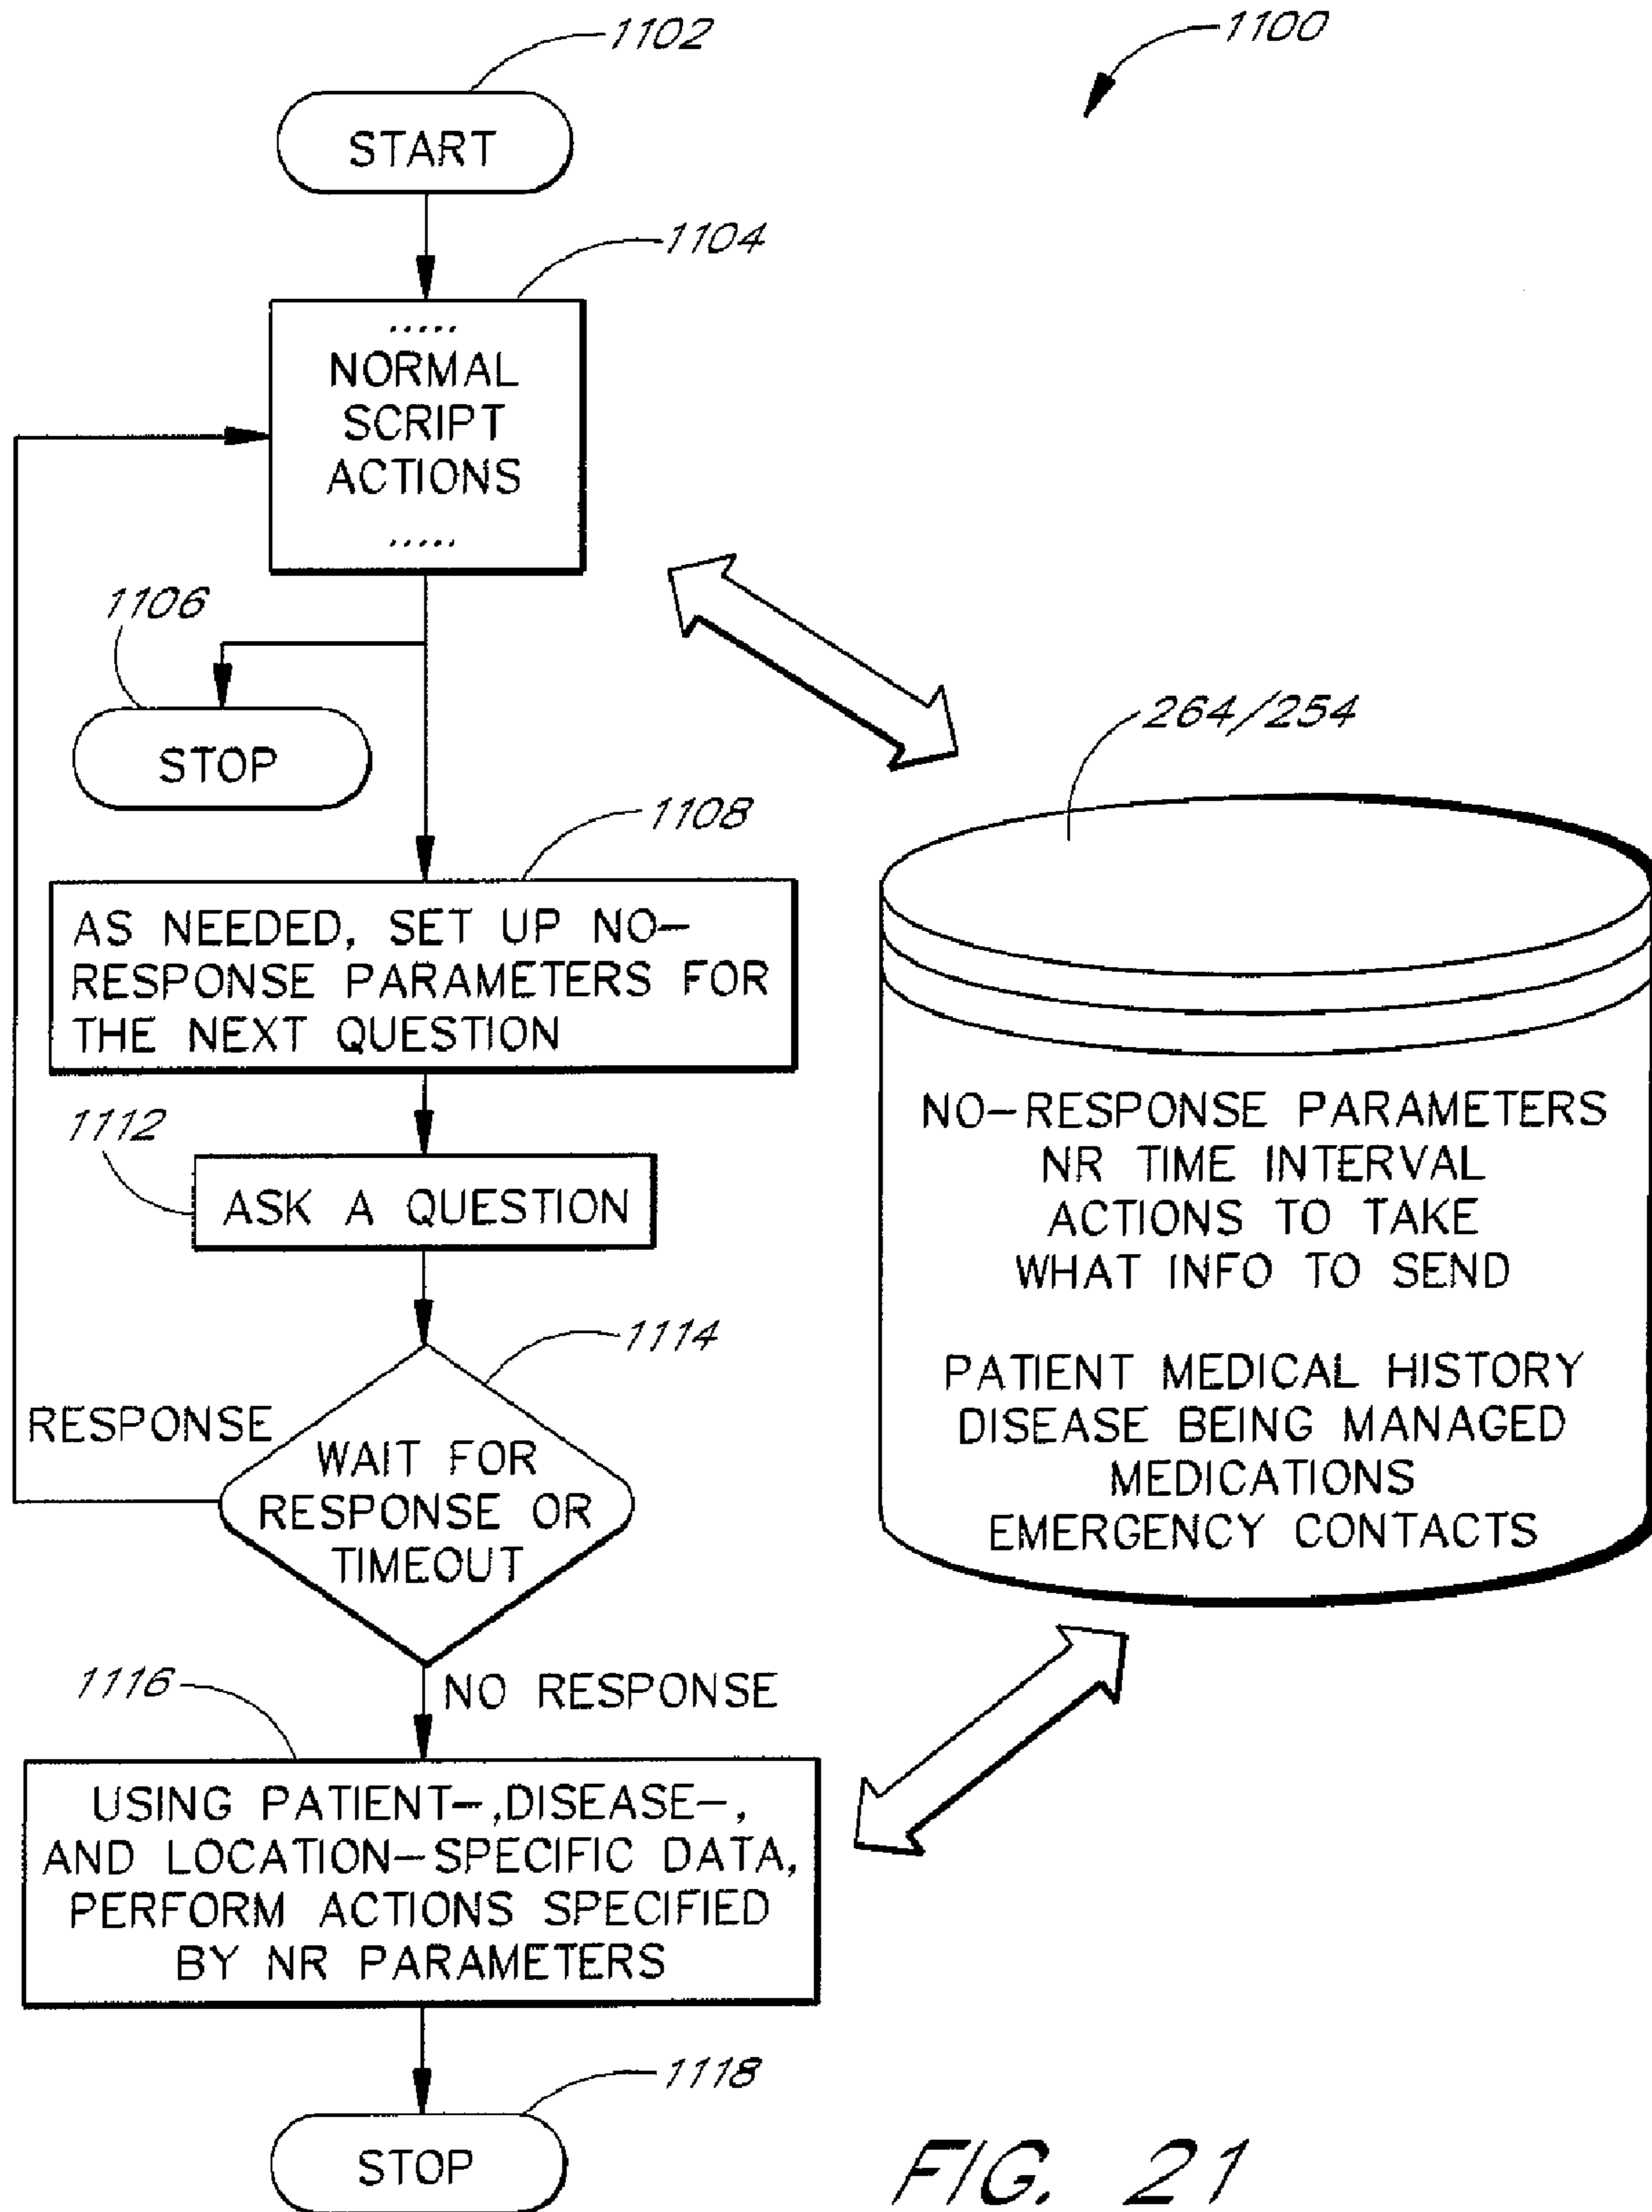 1102
1100
START
1104
.....
NORMAL
SCRIPT
ACTIONS
.....
1106
STOP
264/254
1108
AS NEEDED, SET UP NO-
RESPONSE PARAMETERS FOR
THE NEXT QUESTION
1112
ASK A QUESTION
NO-RESPONSE PARAMETERS
NR TIME INTERVAL
ACTIONS TO TAKE
WHAT INFO TO SEND
PATIENT MEDICAL HISTORY
DISEASE BEING MANAGED
MEDICATIONS
EMERGENCY CONTACTS
1114
RESPONSE
WAIT FOR
RESPONSE OR
TIMEOUT
1116
NO RESPONSE
USING PATIENT-,DISEASE-,
AND LOCATION-SPECIFIC DATA,
PERFORM ACTIONS SPECIFIED
BY NR PARAMETERS
1118
STOP
FIG. 21